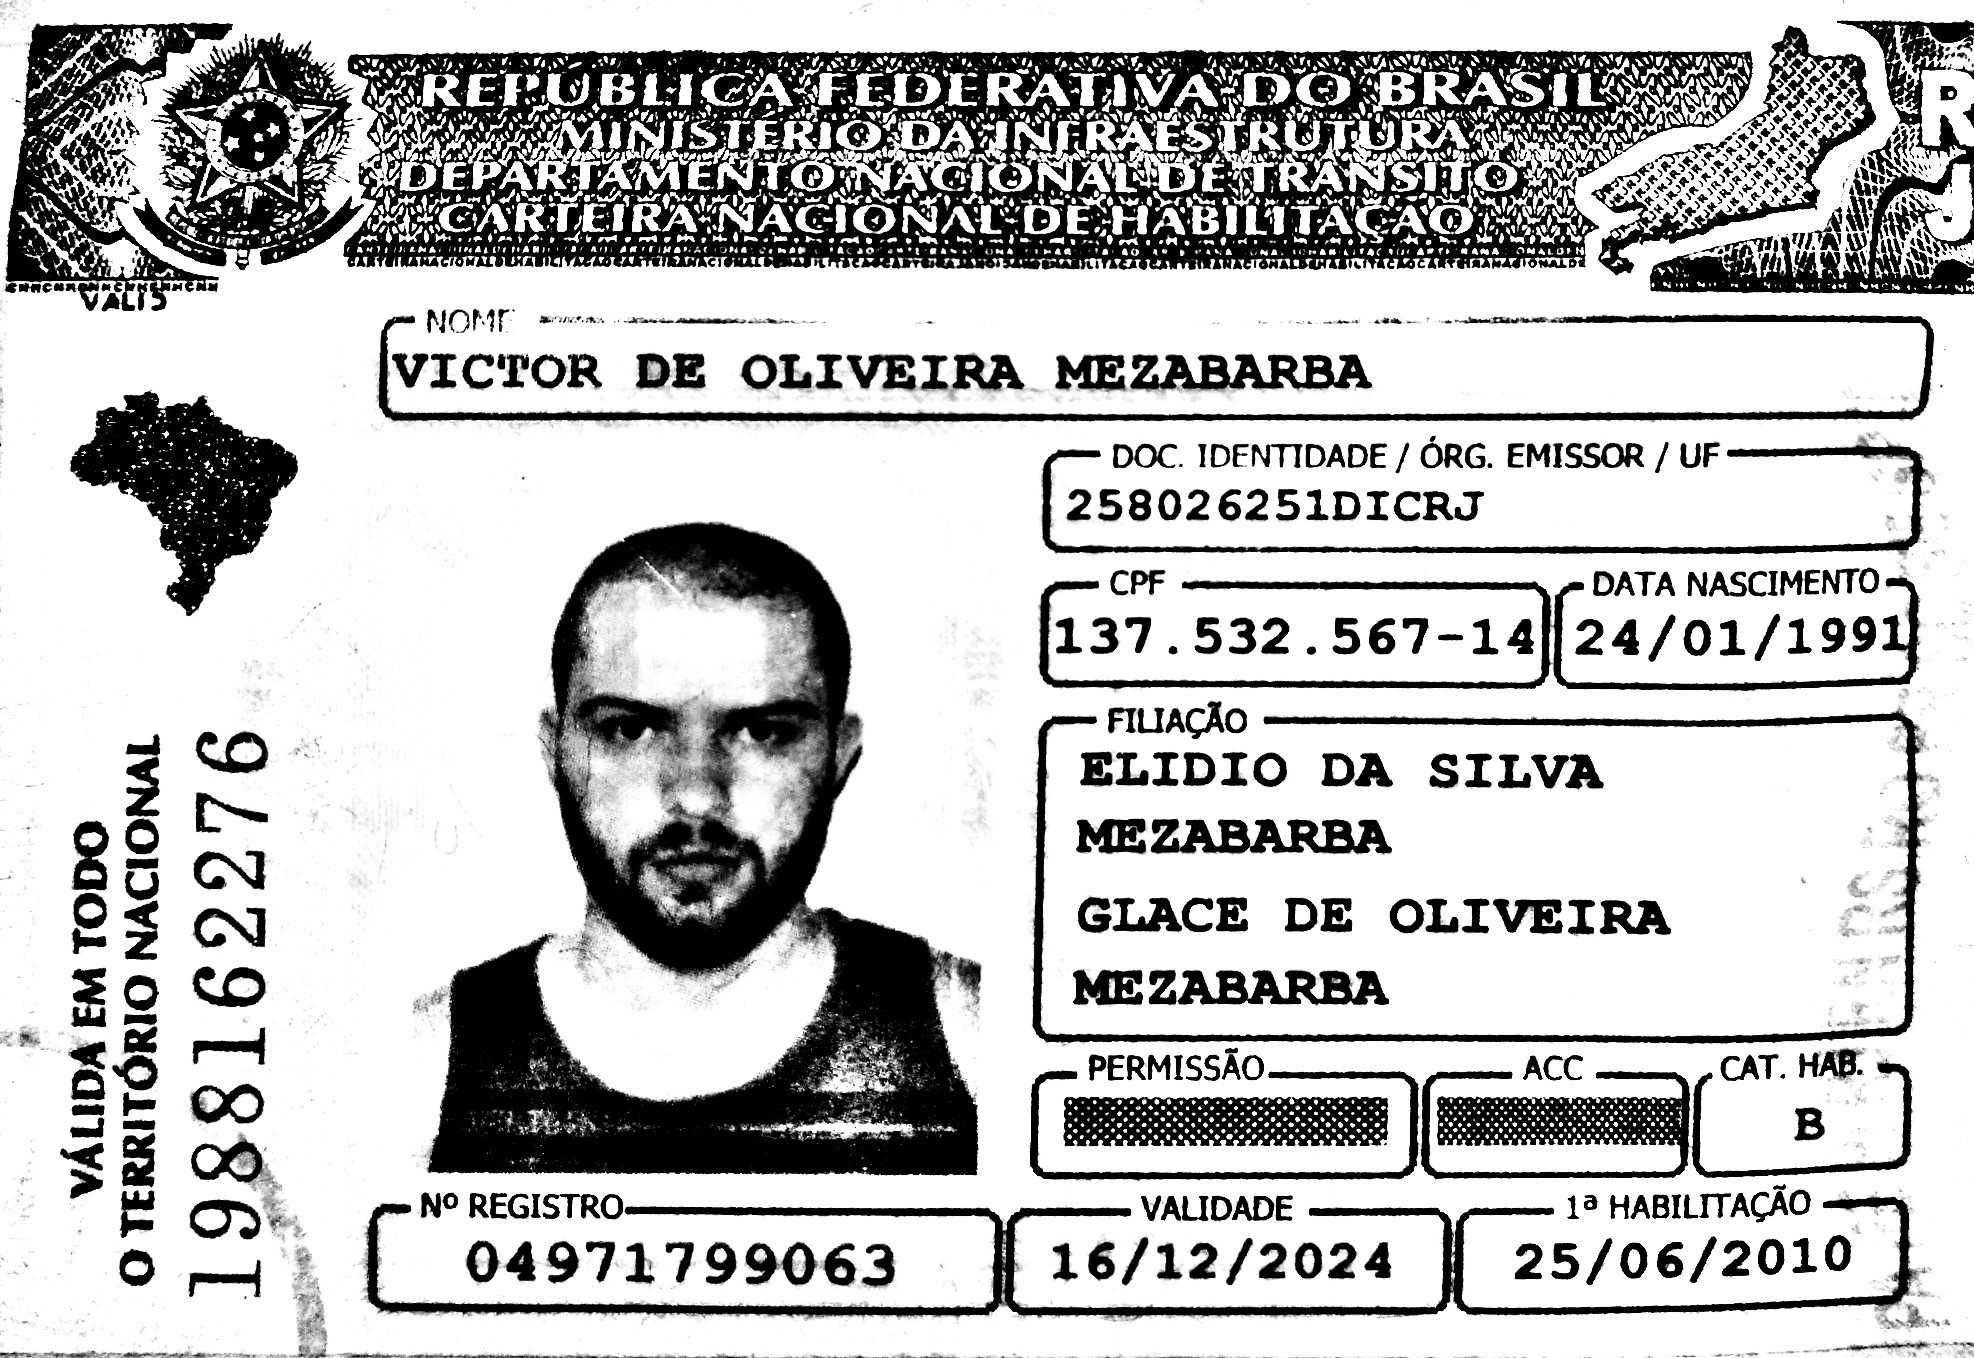 REPÚBLICA FEDERATIVA DO BRASIL
MINISTÉRIO DA INFRAESTRUTURA
DEPARTAMENTO NACIONAL DE TRÂNSITO
CARTEIRA NACIONAL DE HABILITAÇÃO
RJ
NOME
VICTOR DE OLIVEIRA MEZABARBA
DOC. IDENTIDADE / ÓRG. EMISSOR / UF
258026251DICRJ
CPF
137.532.567-14
DATA NASCIMENTO
24/01/1991
FILIAÇÃO
ELIDIO DA SILVA
MEZABARBA
GLACE DE OLIVEIRA
MEZABARBA
PERMISSÃO
ACC
CAT. HAB.
B
Nº REGISTRO
04971799063
VALIDADE
16/12/2024
1ª HABILITAÇÃO
25/06/2010
VÁLIDA EM TODO
O TERRITÓRIO NACIONAL
1988162276